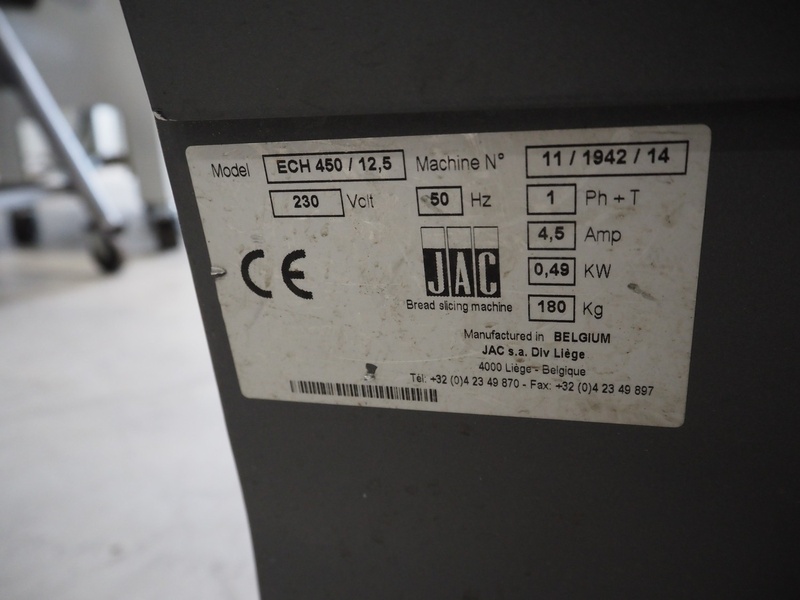 Model ECH 450 / 12,5 Machine N° 11 / 1942 / 14
230 Volt 50 Hz 1 Ph + T
4,5 Amp
0,49 KW
180 Kg
CE
JAC
Bread slicing machine
Manufactured in BELGIUM
JAC s.a. Div Liège
4000 Liège - Belgique
Tél: +32 (0)4 23 49 870 - Fax: +32 (0)4 23 49 897